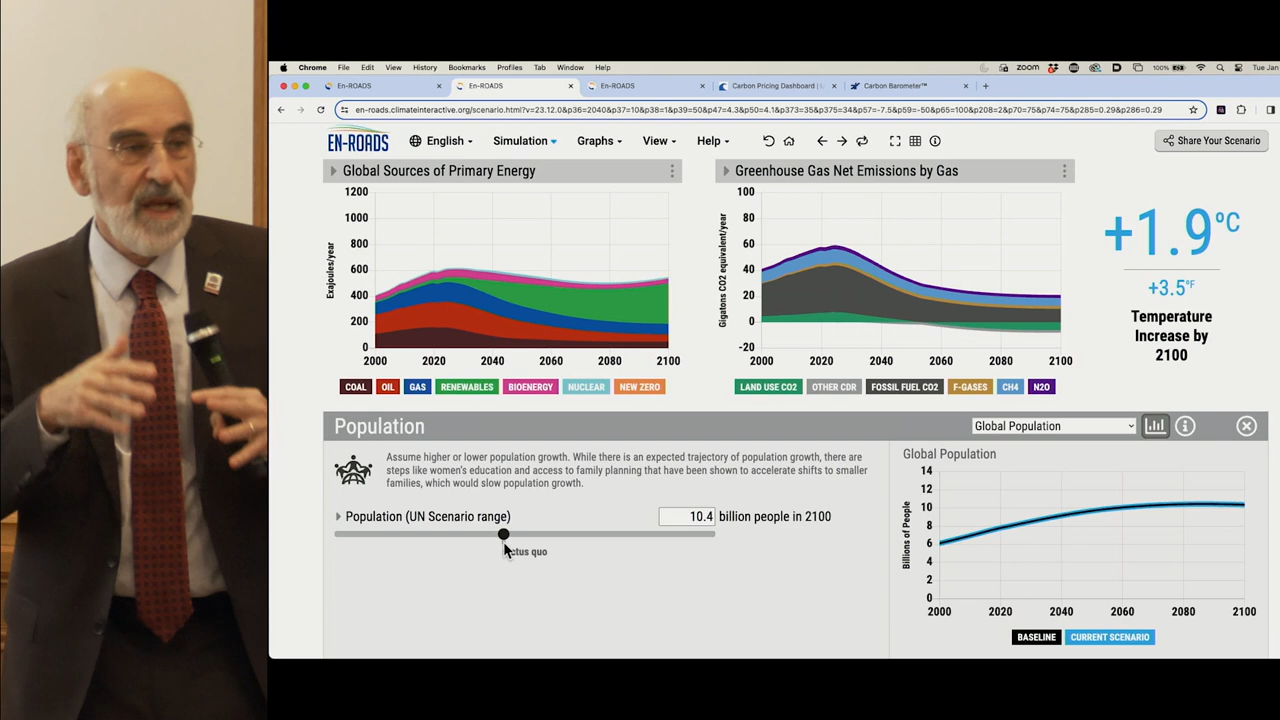 Chrome File Edit View History Bookmarks Profiles Tab Window Help
zoom
100%
Tue Jan
En-ROADS
En-ROADS
En-ROADS
Carbon Pricing Dashboard | U
Carbon Barometer™
en-roads.climateinteractive.org/scenario.html?v=23.12.0&p36=2040&p37=10&p38=1&p39=50&p47=4.3&p50=4.1&p373=35&p375=34&p57=-7.5&p59=-50&p65=100&p208=2&p70=75&p74=75&p285=0.29&p286=0.29
EN-ROADS
English
Simulation
Graphs
View
Help
Share Your Scenario
Global Sources of Primary Energy
Exajoules/year
1200
1000
800
600
400
200
0
2000 2020 2040 2060 2080 2100
COAL OIL GAS RENEWABLES BIOENERGY NUCLEAR NEW ZERO
Greenhouse Gas Net Emissions by Gas
Gigatons CO2 equivalent/year
100
80
60
40
20
0
-20
2000 2020 2040 2060 2080 2100
LAND USE CO2 OTHER CDR FOSSIL FUEL CO2 F-GASES CH4 N2O
+1.9°C
+3.5°F
Temperature
Increase by
2100
Population
Global Population
Assume higher or lower population growth. While there is an expected trajectory of population growth, there are
steps like women's education and access to family planning that have been shown to accelerate shifts to smaller
families, which would slow population growth.
Population (UN Scenario range)
10.4 billion people in 2100
quo
Global Population
Billions of People
14
12
10
8
6
4
2
0
2000 2020 2040 2060 2080 2100
BASELINE CURRENT SCENARIO